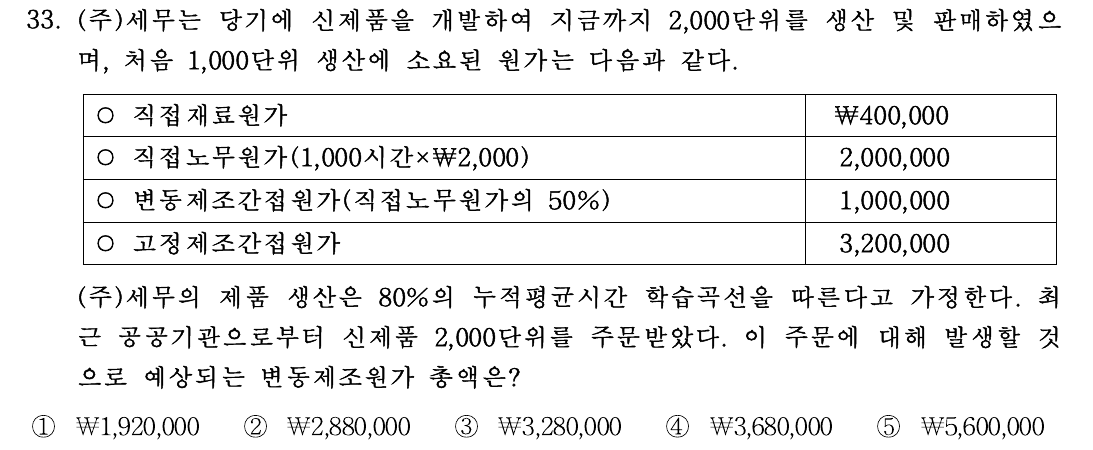 33. (주)세무는 당기에 신제품을 개발하여 지금까지 2,000단위를 생산 및 판매하였으
며, 처음 1,000단위 생산에 소요된 원가는 다음과 같다.
○ 직접재료원가 ₩400,000
○ 직접노무원가(1,000시간×₩2,000) 2,000,000
○ 변동제조간접원가(직접노무원가의 50%) 1,000,000
○ 고정제조간접원가 3,200,000
(주)세무의 제품 생산은 80%의 누적평균시간 학습곡선을 따른다고 가정한다. 최
근 공공기관으로부터 신제품 2,000단위를 주문받았다. 이 주문에 대해 발생할 것
으로 예상되는 변동제조원가 총액은?
① ₩1,920,000 ② ₩2,880,000 ③ ₩3,280,000 ④ ₩3,680,000 ⑤ ₩5,600,000